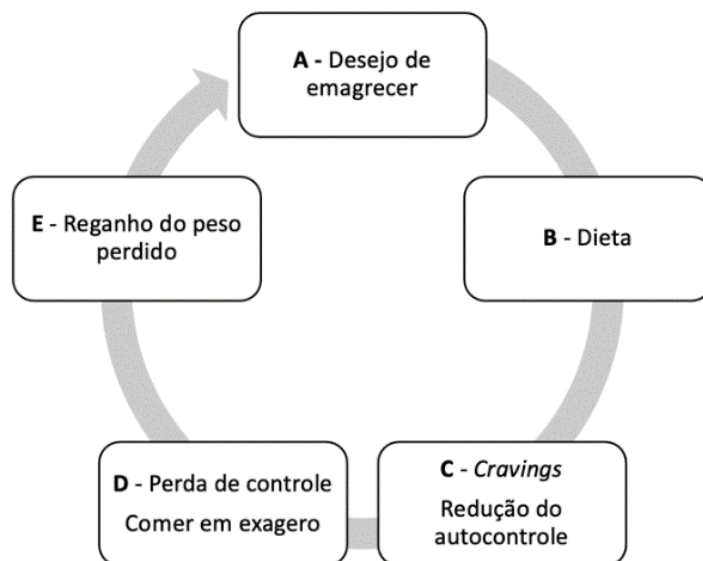 A - Desejo de
emagrecer
B - Dieta
C - Cravings
Redução do
autocontrole
D - Perda de controle
Comer em exagero
E - Reganho do peso
perdido